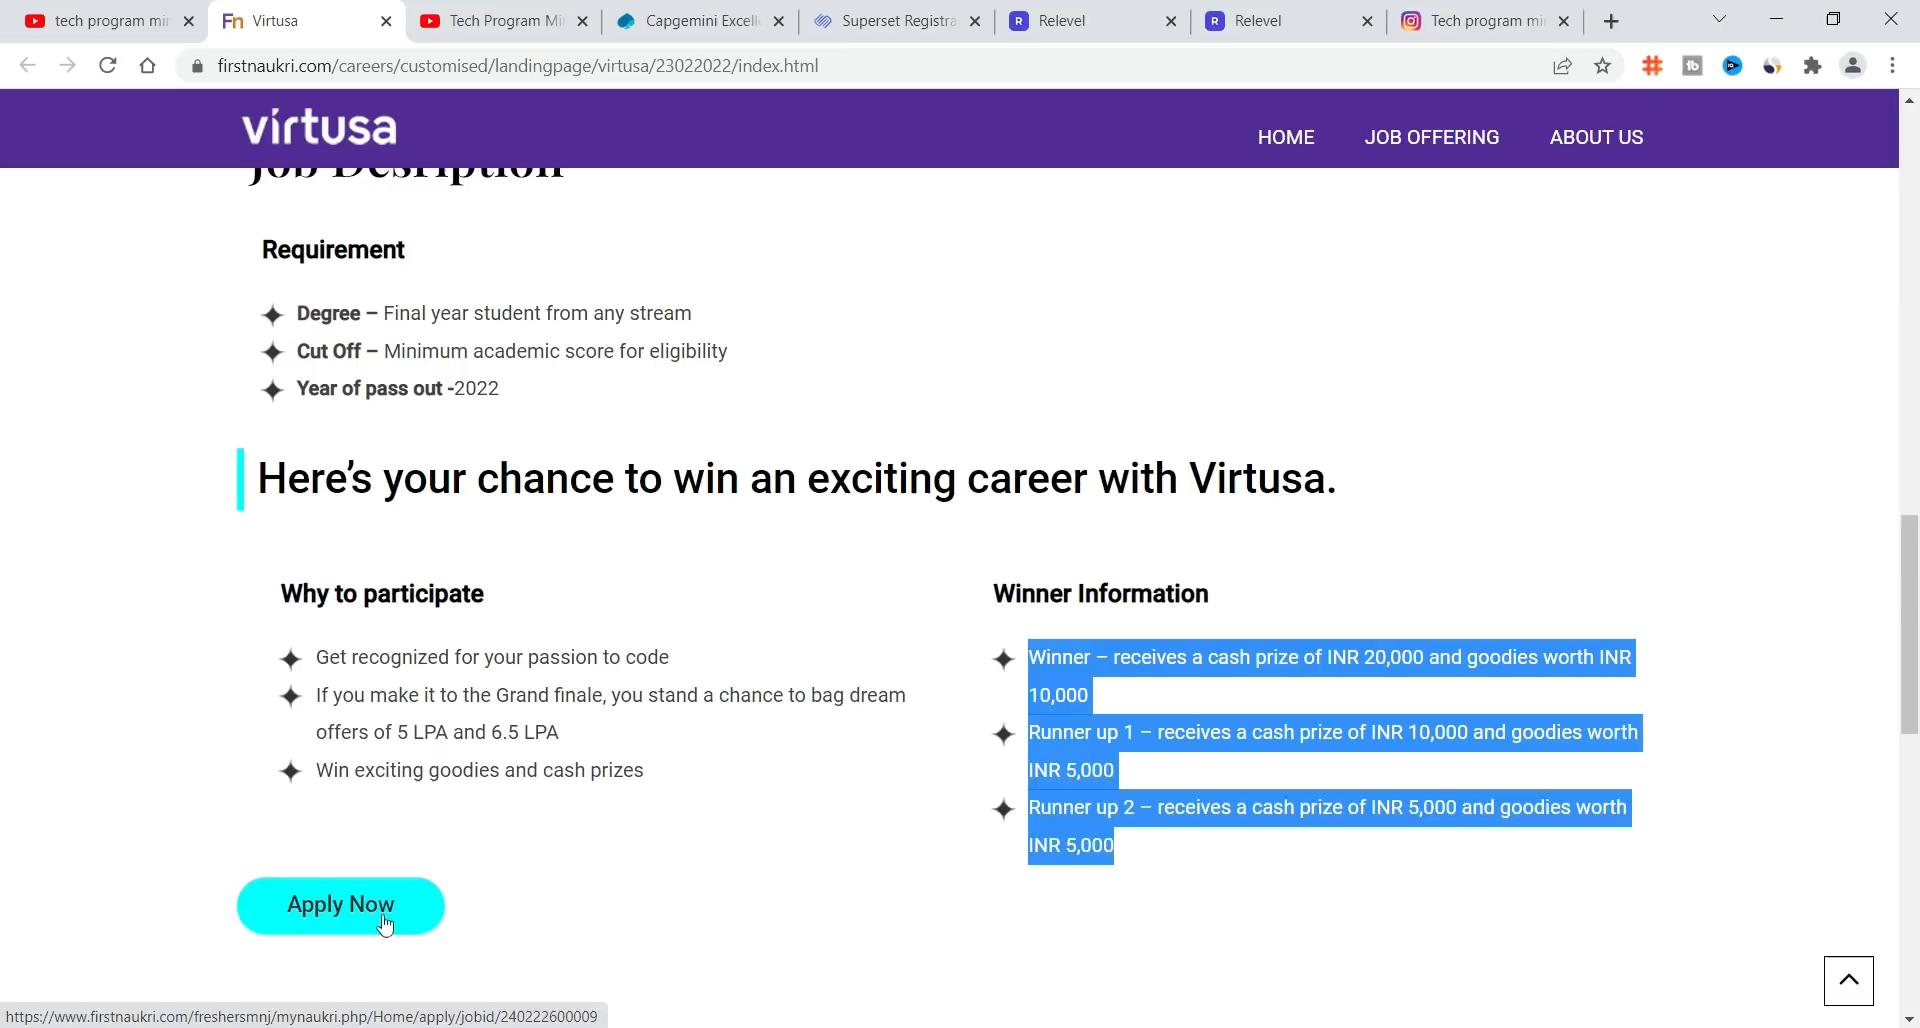 tech program min
Virtusa
Tech Program Mi
Capgemini Excell
Superset Registra
Relevel
Relevel
Tech program min
firstnaukri.com/careers/customised/landingpage/virtusa/23022022/index.html
virtusa
HOME
JOB OFFERING
ABOUT US
Job Desription
Requirement
Degree – Final year student from any stream
Cut Off – Minimum academic score for eligibility
Year of pass out -2022
Here’s your chance to win an exciting career with Virtusa.
Why to participate
Get recognized for your passion to code
If you make it to the Grand finale, you stand a chance to bag dream
offers of 5 LPA and 6.5 LPA
Win exciting goodies and cash prizes
Winner Information
Winner – receives a cash prize of INR 20,000 and goodies worth INR
10,000
Runner up 1 – receives a cash prize of INR 10,000 and goodies worth
INR 5,000
Runner up 2 – receives a cash prize of INR 5,000 and goodies worth
INR 5,000
Apply Now
https://www.firstnaukri.com/freshersmnj/mynaukri.php/Home/apply/jobid/240222600009